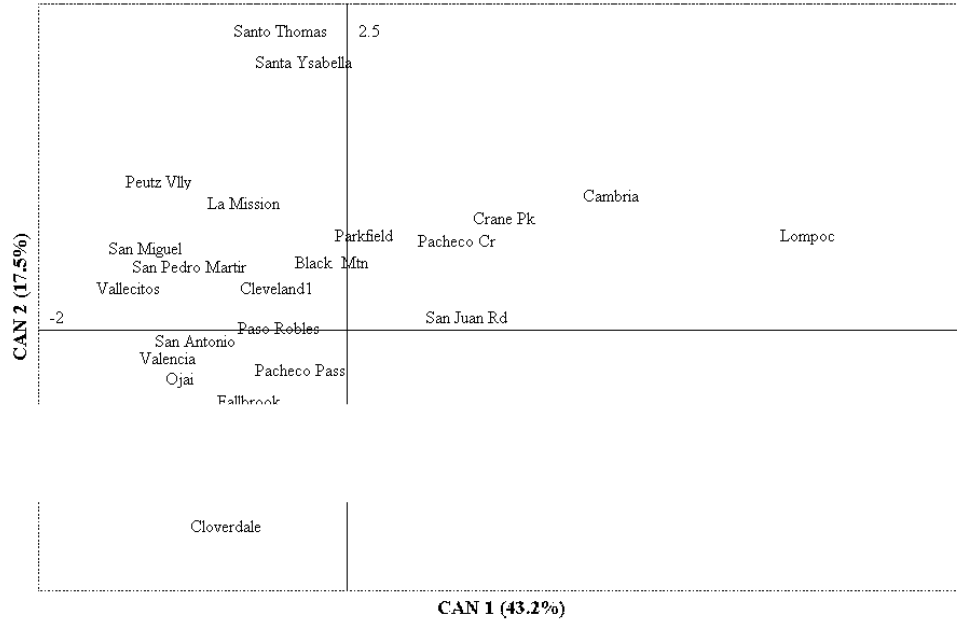 Santo Thomas 2.5
Santa Ysabella
Peutz Vlly
Cambria
La Mission
Crane Pk
Parkfield
Lompoc
Pacheco Cr
San Miguel
Black Mtn
San Pedro Martir
Vallecitos
Cleveland1
-2
San Juan Rd
Paso Robles
San Antonio
Valencia
Pacheco Pass
Ojai
Fallbrook
Cloverdale
CAN 2 (17.5%)
CAN 1 (43.2%)